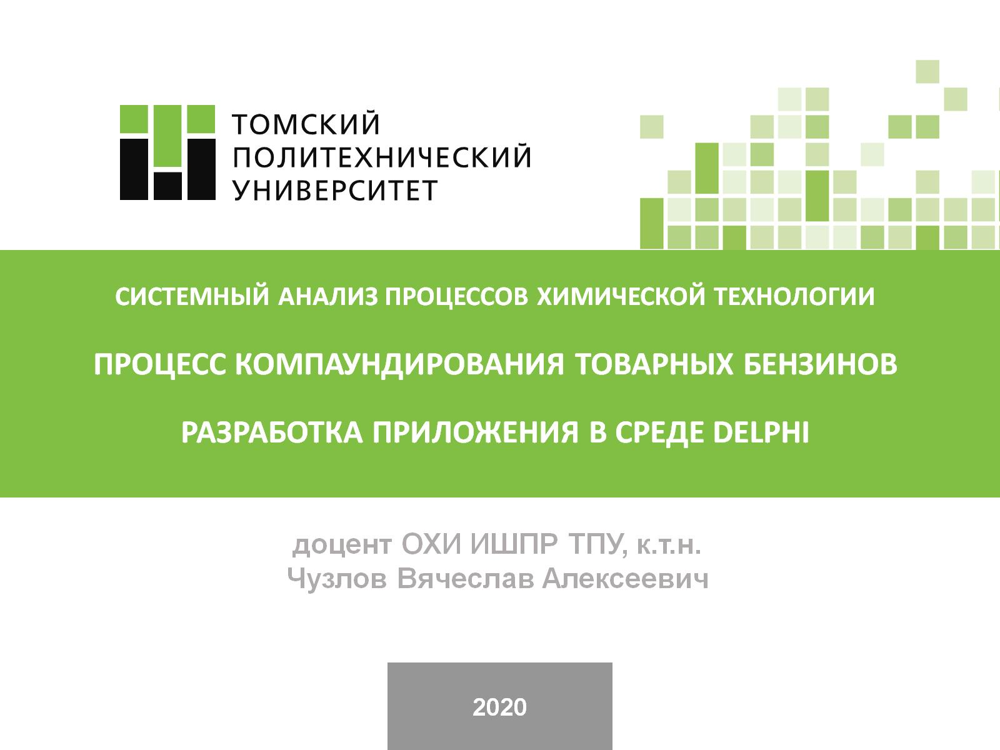 ТОМСКИЙ
ПОЛИТЕХНИЧЕСКИЙ
УНИВЕРСИТЕТ
СИСТЕМНЫЙ АНАЛИЗ ПРОЦЕССОВ ХИМИЧЕСКОЙ ТЕХНОЛОГИИ
ПРОЦЕСС КОМПАУНДИРОВАНИЯ ТОВАРНЫХ БЕНЗИНОВ
РАЗРАБОТКА ПРИЛОЖЕНИЯ В СРЕДЕ DELPHI
доцент ОХИ ИШПР ТПУ, к.т.н.
Чузлов Вячеслав Алексеевич
2020